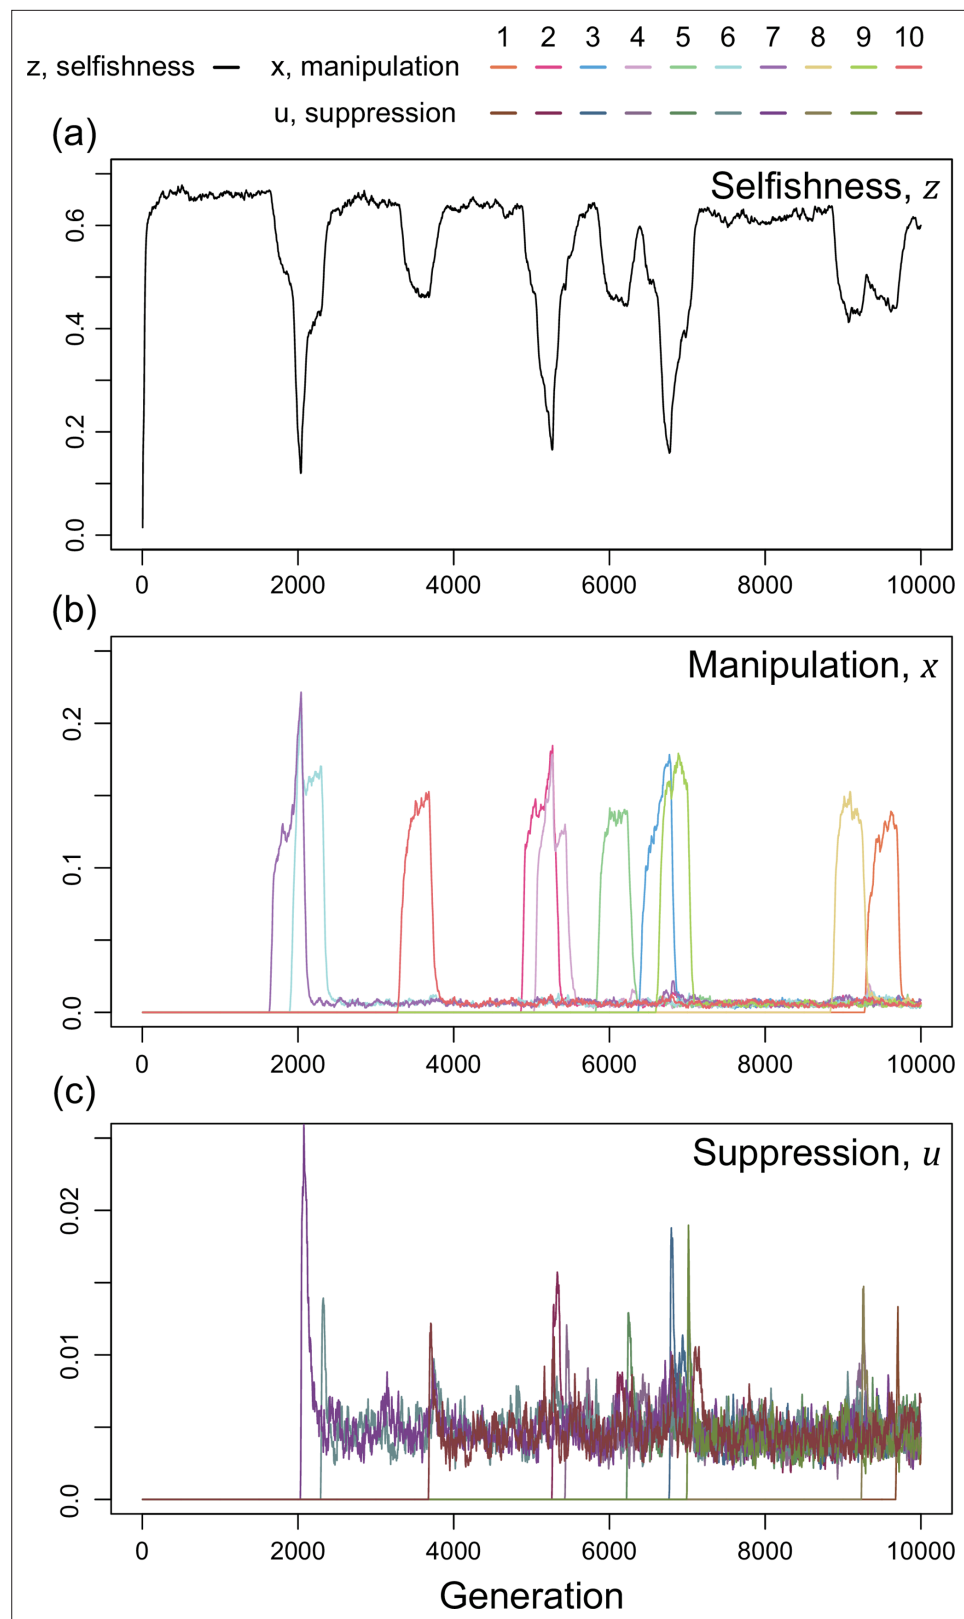 1 2 3 4 5 6 7 8 9 10
z, selfishness x, manipulation
u, suppression
(a)
Selfishness, z
0.6
0.4
0.2
0.0
0 2000 4000 6000 8000 10000
(b)
Manipulation, x
0.2
0.1
0.0
0 2000 4000 6000 8000 10000
(c)
Suppression, u
0.02
0.01
0.0
0 2000 4000 6000 8000 10000
Generation